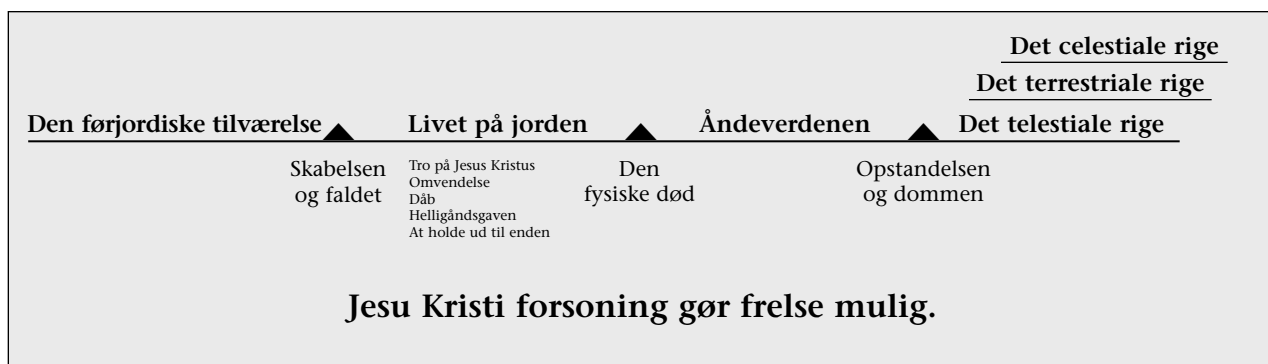 Det celestiale rige
Det terrestriale rige
Den førjordiske tilværelse
Livet på jorden
Åndeverdenen
Det telestiale rige
Skabelsen
og faldet
Tro på Jesus Kristus
Omvendelse
Dåb
Helligåndsgaven
At holde ud til enden
Den
fysiske død
Opstandelsen
og dommen
Jesu Kristi forsoning gør frelse mulig.